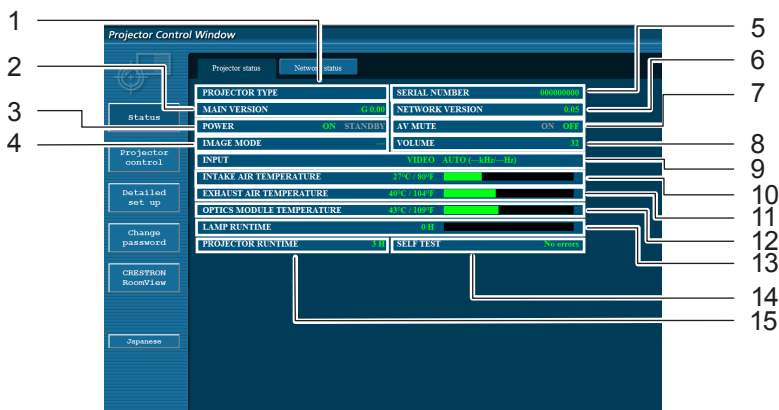 Projector Control Window
Projector status
Network status
Status
Projector control
Detailed set up
Change password
CRESTRON RoomView
Japanese
PROJECTOR TYPE
SERIAL NUMBER 000000000
MAIN VERSION G 0.00
NETWORK VERSION 0.05
POWER ON STANDBY
AV MUTE ON OFF
IMAGE MODE —
VOLUME 32
INPUT VIDEO AUTO (—kHz/—Hz)
INTAKE AIR TEMPERATURE 27°C / 80°F
EXHAUST AIR TEMPERATURE 40°C / 104°F
OPTICS MODULE TEMPERATURE 43°C / 109°F
LAMP RUNTIME 0 H
PROJECTOR RUNTIME 3 H
SELF TEST No errors
1
2
3
4
5
6
7
8
9
10
11
12
13
14
15